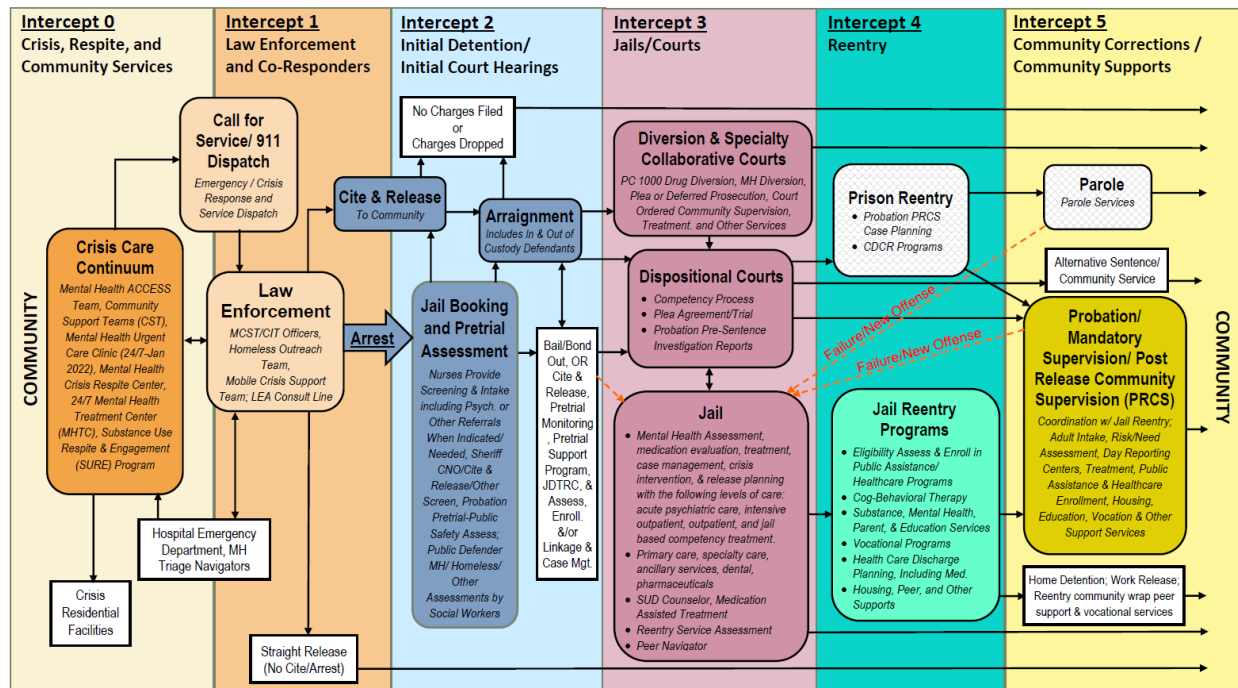 Intercept 0
Crisis, Respite, and
Community Services
Intercept 1
Law Enforcement
and Co-Responders
Intercept 2
Initial Detention/
Initial Court Hearings
Intercept 3
Jails/Courts
Intercept 4
Reentry
Intercept 5
Community Corrections /
Community Supports
COMMUNITY
Crisis Care
Continuum
Mental Health ACCESS
Team, Community
Support Teams (CST),
Mental Health Urgent
Care Clinic (24/7-Jan
2022), Mental Health
Crisis Respite Center,
24/7 Mental Health
Treatment Center
(MHTC), Substance Use
Respite & Engagement
(SURE) Program
Crisis
Residential
Facilities
Hospital Emergency
Department, MH
Triage Navigators
Call for
Service/ 911
Dispatch
Emergency / Crisis
Response and
Service Dispatch
Law
Enforcement
MCST/CIT Officers,
Homeless Outreach
Team,
Mobile Crisis Support
Team; LEA Consult Line
Straight Release
(No Cite/Arrest)
Arrest
Cite & Release
To Community
No Charges Filed
or
Charges Dropped
Arraignment
Includes In & Out of
Custody Defendants
Jail Booking
and Pretrial
Assessment
Nurses Provide
Screening & Intake
including Psych. or
Other Referrals
When Indicated/
Needed, Sheriff
CNO/Cite &
Release/Other
Screen, Probation
Pretrial-Public
Safety Assess;
Public Defender
MH/ Homeless/
Other
Assessments by
Social Workers
Bail/Bond
Out, OR Cite
& Release,
Pretrial
Monitoring
, Pretrial
Support
Program,
JDTRC, &
Assess,
Enroll.
&/or
Linkage &
Case Mgt.
Diversion & Specialty
Collaborative Courts
PC 1000 Drug Diversion, MH Diversion,
Plea or Deferred Prosecution, Court
Ordered Community Supervision,
Treatment. and Other Services
Dispositional Courts
• Competency Process
• Plea Agreement/Trial
• Probation Pre-Sentence
Investigation Reports
Jail
• Mental Health Assessment,
medication evaluation, treatment,
case management, crisis
intervention, & release planning
with the following levels of care:
acute psychiatric care, intensive
outpatient, outpatient, and jail
based competency treatment.
• Primary care, specialty care,
ancillary services, dental,
pharmaceuticals
• SUD Counselor, Medication
Assisted Treatment
• Reentry Service Assessment
• Peer Navigator
Prison Reentry
• Probation PRCS
Case Planning
• CDCR Programs
Failure/New Offense
Failure/New Offense
Jail Reentry
Programs
• Eligibility Assess & Enroll in
Public Assistance/
Healthcare Programs
• Cog-Behavioral Therapy
• Substance, Mental Health,
Parent, & Education Services
• Vocational Programs
• Health Care Discharge
Planning, Including Med.
• Housing, Peer, and Other
Supports
Parole
Parole Services
Alternative Sentence/
Community Service
Probation/
Mandatory
Supervision/ Post
Release Community
Supervision (PRCS)
Coordination w/ Jail Reentry;
Adult Intake, Risk/Need
Assessment, Day Reporting
Centers, Treatment, Public
Assistance & Healthcare
Enrollment, Housing,
Education, Vocation & Other
Support Services
Home Detention; Work Release;
Reentry community wrap peer
support & vocational services
COMMUNITY